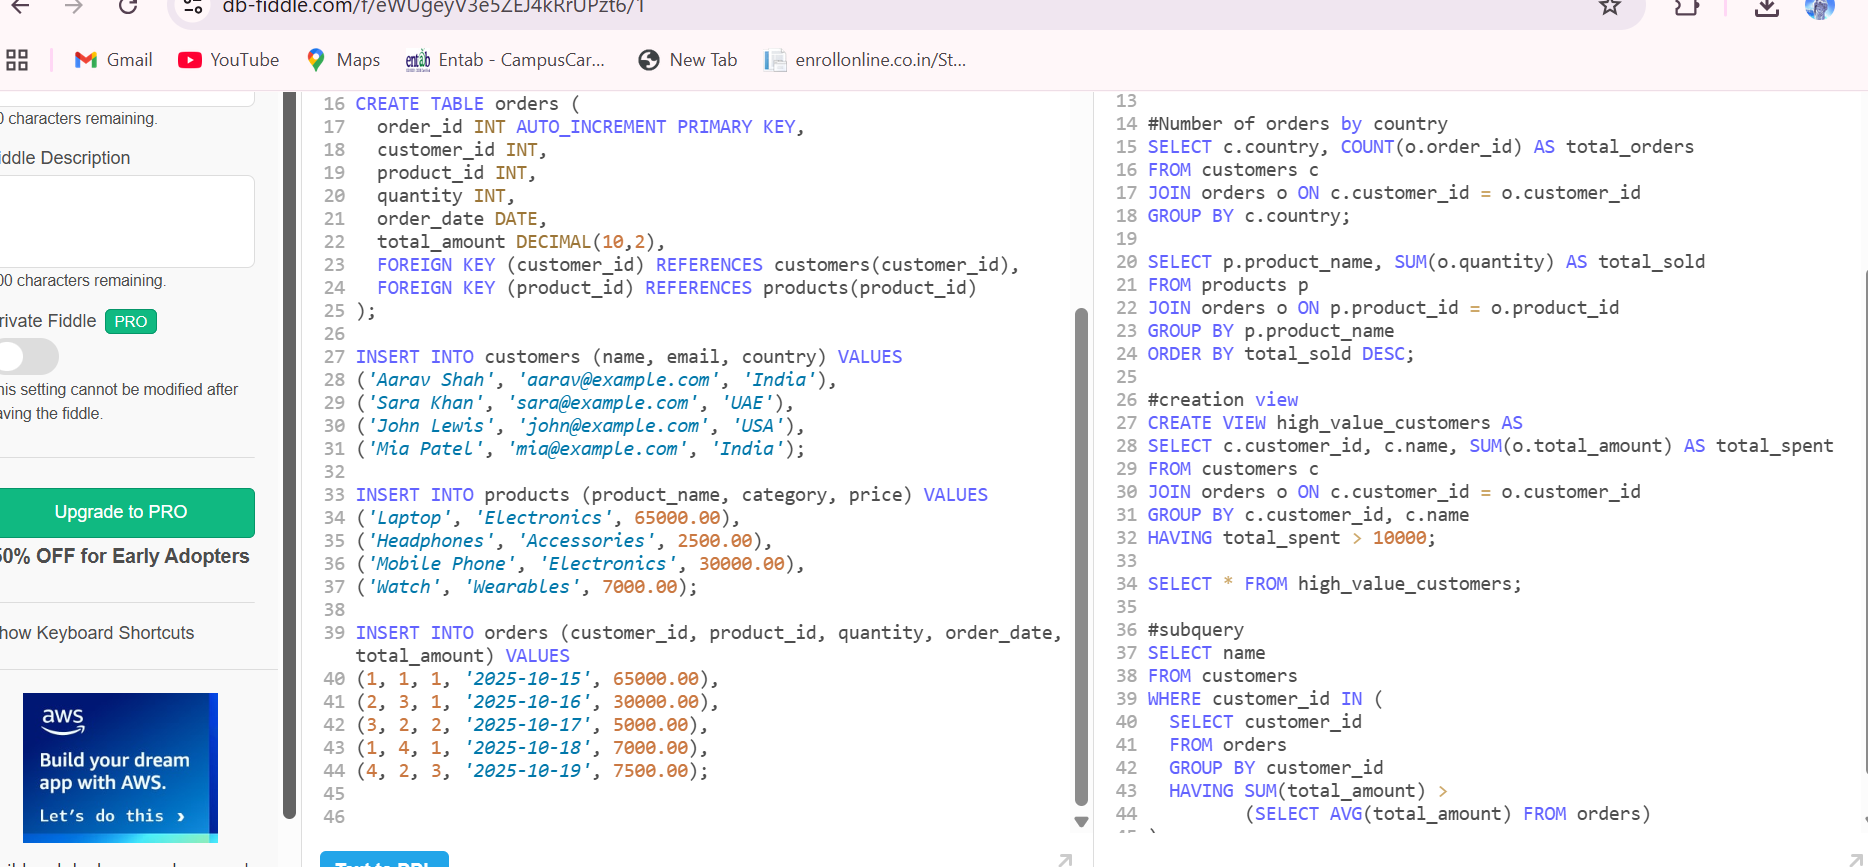 db-fiddle.com/f/eWUgeyV3e5ZEJ4kRrUPzt6/1
Gmail
YouTube
Maps
Entab - CampusCar...
New Tab
enrollonline.co.in/St...
0 characters remaining.
iddle Description
00 characters remaining.
rivate Fiddle PRO
his setting cannot be modified after
aving the fiddle.
Upgrade to PRO
50% OFF for Early Adopters
how Keyboard Shortcuts
aws
Build your dream
app with AWS.
Let's do this ›
16 CREATE TABLE orders (
17 order_id INT AUTO_INCREMENT PRIMARY KEY,
18 customer_id INT,
19 product_id INT,
20 quantity INT,
21 order_date DATE,
22 total_amount DECIMAL(10,2),
23 FOREIGN KEY (customer_id) REFERENCES customers(customer_id),
24 FOREIGN KEY (product_id) REFERENCES products(product_id)
25 );
26
27 INSERT INTO customers (name, email, country) VALUES
28 ('Aarav Shah', 'aarav@example.com', 'India'),
29 ('Sara Khan', 'sara@example.com', 'UAE'),
30 ('John Lewis', 'john@example.com', 'USA'),
31 ('Mia Patel', 'mia@example.com', 'India');
32
33 INSERT INTO products (product_name, category, price) VALUES
34 ('Laptop', 'Electronics', 65000.00),
35 ('Headphones', 'Accessories', 2500.00),
36 ('Mobile Phone', 'Electronics', 30000.00),
37 ('Watch', 'Wearables', 7000.00);
38
39 INSERT INTO orders (customer_id, product_id, quantity, order_date,
total_amount) VALUES
40 (1, 1, 1, '2025-10-15', 65000.00),
41 (2, 3, 1, '2025-10-16', 30000.00),
42 (3, 2, 2, '2025-10-17', 5000.00),
43 (1, 4, 1, '2025-10-18', 7000.00),
44 (4, 2, 3, '2025-10-19', 7500.00);
45
46
13
14 #Number of orders by country
15 SELECT c.country, COUNT(o.order_id) AS total_orders
16 FROM customers c
17 JOIN orders o ON c.customer_id = o.customer_id
18 GROUP BY c.country;
19
20 SELECT p.product_name, SUM(o.quantity) AS total_sold
21 FROM products p
22 JOIN orders o ON p.product_id = o.product_id
23 GROUP BY p.product_name
24 ORDER BY total_sold DESC;
25
26 #creation view
27 CREATE VIEW high_value_customers AS
28 SELECT c.customer_id, c.name, SUM(o.total_amount) AS total_spent
29 FROM customers c
30 JOIN orders o ON c.customer_id = o.customer_id
31 GROUP BY c.customer_id, c.name
32 HAVING total_spent > 10000;
33
34 SELECT * FROM high_value_customers;
35
36 #subquery
37 SELECT name
38 FROM customers
39 WHERE customer_id IN (
40 SELECT customer_id
41 FROM orders
42 GROUP BY customer_id
43 HAVING SUM(total_amount) >
44 (SELECT AVG(total_amount) FROM orders)